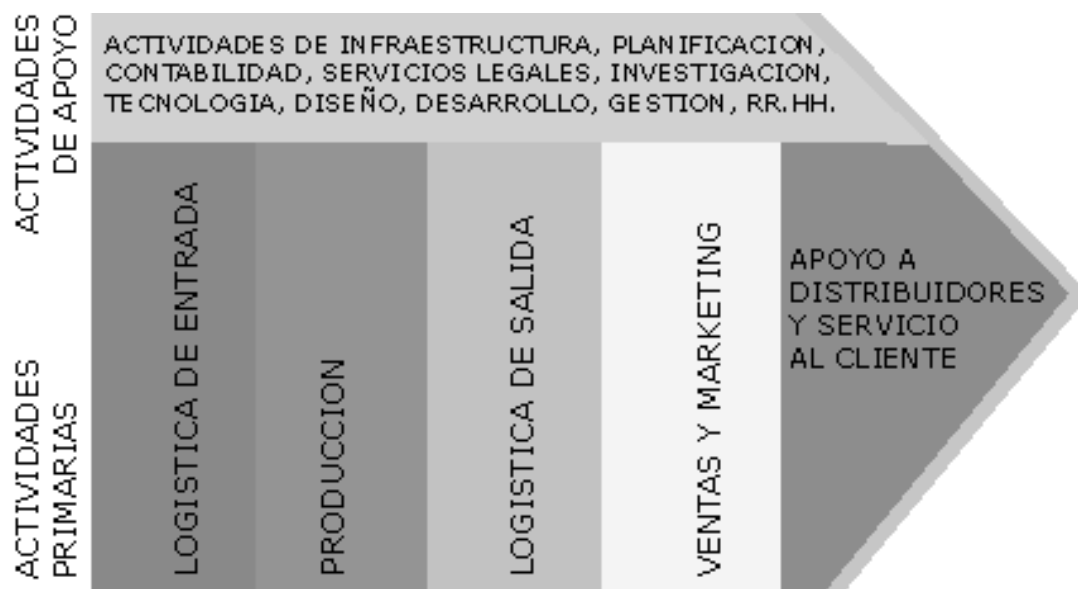 ACTIVIDADES
DE APOYO
ACTIVIDADES DE INFRAESTRUCTURA, PLANIFICACION,
CONTABILIDAD, SERVICIOS LEGALES, INVESTIGACION,
TECNOLOGIA, DISEÑO, DESARROLLO, GESTION, RR.HH.
ACTIVIDADES
PRIMARIAS
LOGISTICA DE ENTRADA
PRODUCCION
LOGISTICA DE SALIDA
VENTAS Y MARKETING
APOYO A
DISTRIBUIDORES
Y SERVICIO
AL CLIENTE